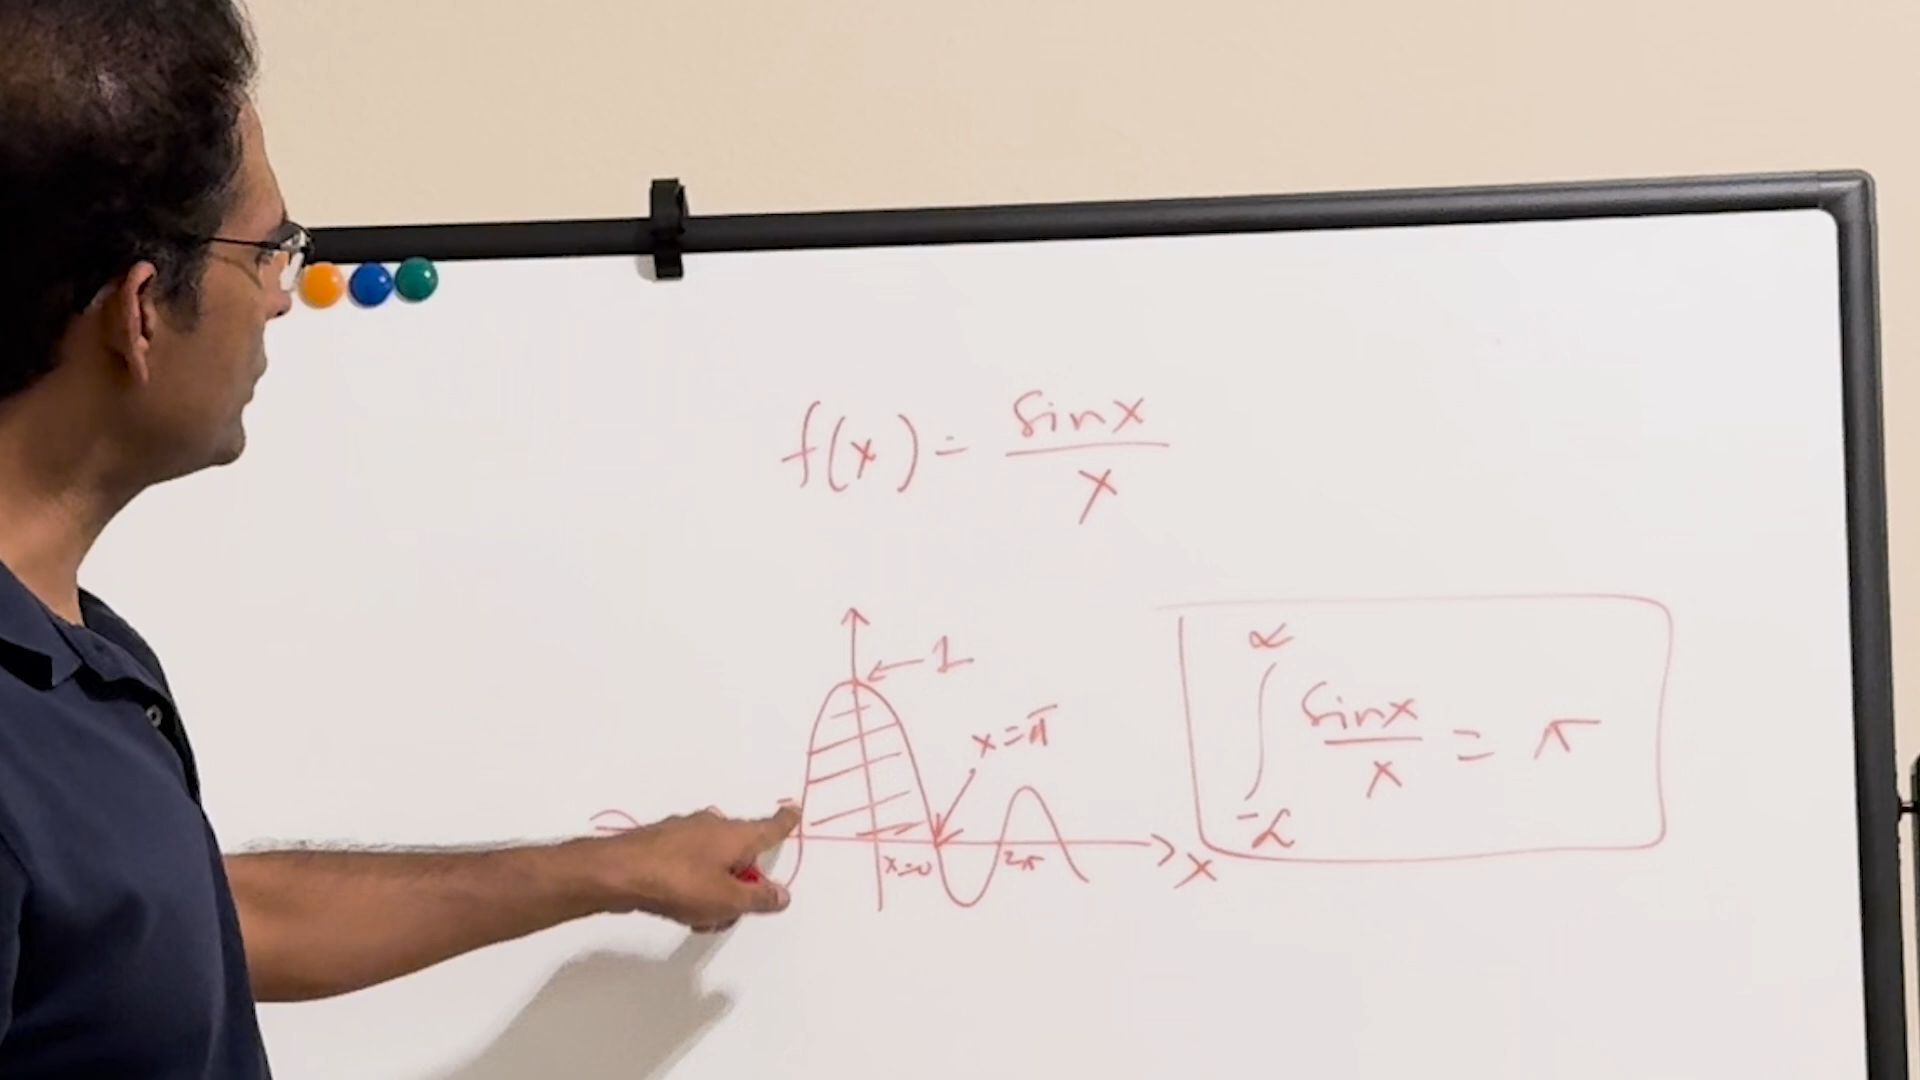 f(x) = sinx / x
1
x = π
x=0
2π
x
∫_{-∞}^{∞} sinx / x = π